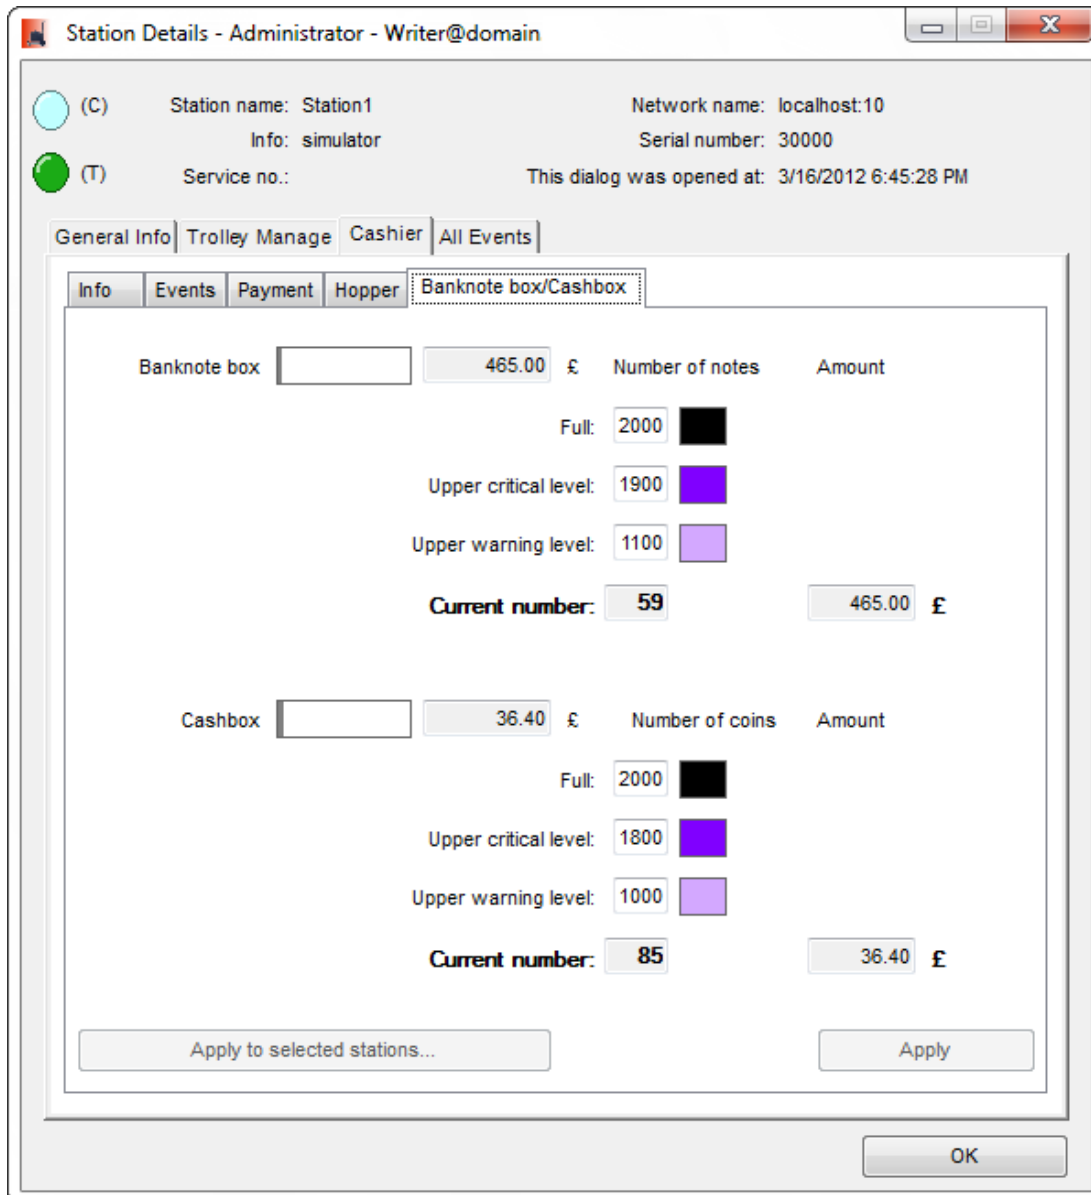 Station Details - Administrator - Writer@domain
(C) Station name: Station1 Network name: localhost:10
Info: simulator Serial number: 30000
(T) Service no.: This dialog was opened at: 3/16/2012 6:45:28 PM
General Info Trolley Manage Cashier All Events
Info Events Payment Hopper Banknote box/Cashbox
Banknote box 465.00 £ Number of notes Amount
Full: 2000
Upper critical level: 1900
Upper warning level: 1100
Current number: 59 465.00 £
Cashbox 36.40 £ Number of coins Amount
Full: 2000
Upper critical level: 1800
Upper warning level: 1000
Current number: 85 36.40 £
Apply to selected stations... Apply
OK